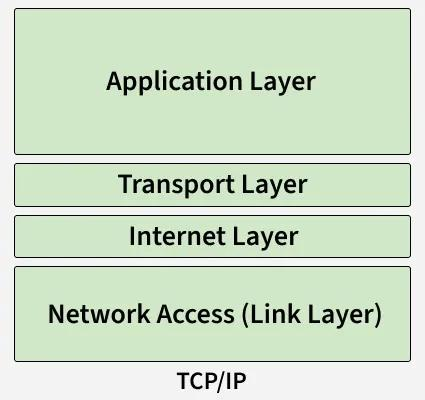 Application Layer
Transport Layer
Internet Layer
Network Access (Link Layer)
TCP/IP